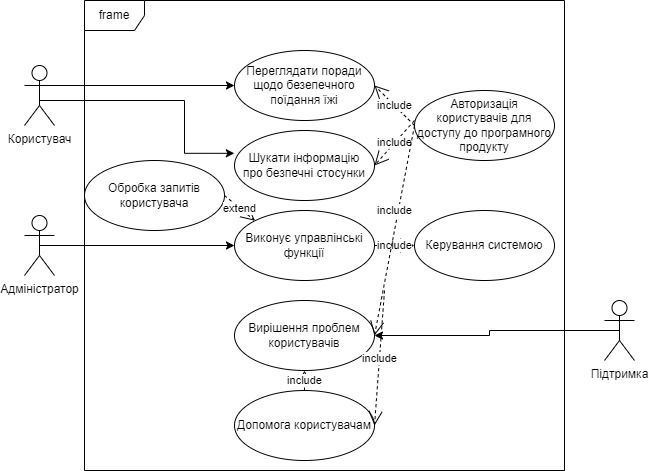 frame
Переглядати поради
щодо безепечного
поїдання їжі
include
Авторизація
користувачів для
доступу до програмного
продукту
Користувач
Шукати інформацію
про безпечні стосунки
include
Обробка запитів
користувача
extend
include
Адміністратор
Виконує управлінські
функції
include
Керування системою
Вирішення проблем
користувачів
include
Підтримка
include
Допомога користувачам